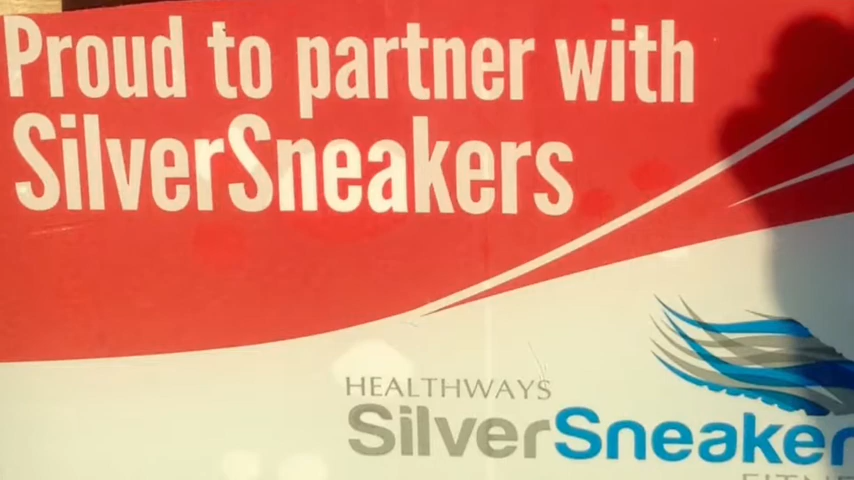 Proud to partner with
SilverSneakers
HEALTHWAYS
SilverSneaker